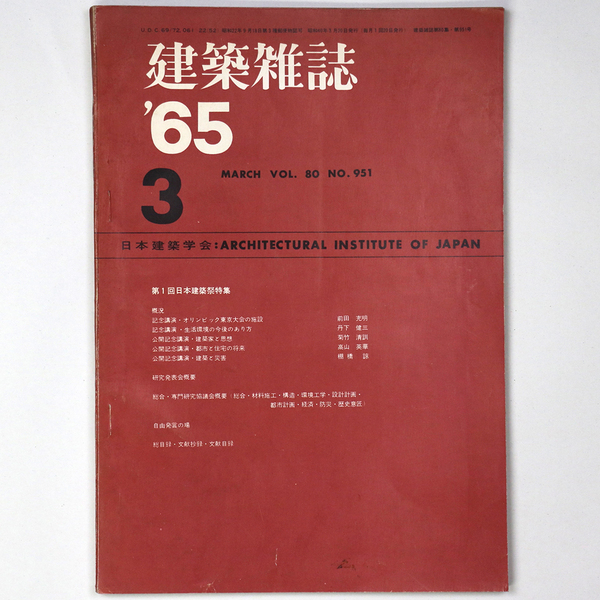 建築雑誌
'65
3
MARCH VOL. 80 NO. 951
日本建築学会：ARCHITECTURAL INSTITUTE OF JAPAN
第1回日本建築祭特集
概況
記念講演・オリンピック東京大会の施設 前田 光明
記念講演・生活環境の今後のあり方 丹下 健三
公開記念講演・建築家と思想 菊竹 清訓
公開記念講演・都市と住宅の将来 高山 英華
公開記念講演・建築と災害 棚橋 諒
研究発表会概要
総合・専門研究協議会概要（総合・材料施工・構造・環境工学・設計計画・
都市計画・経済・防災・歴史意匠）
自由発言の場
総目録・文献抄録・文献目録